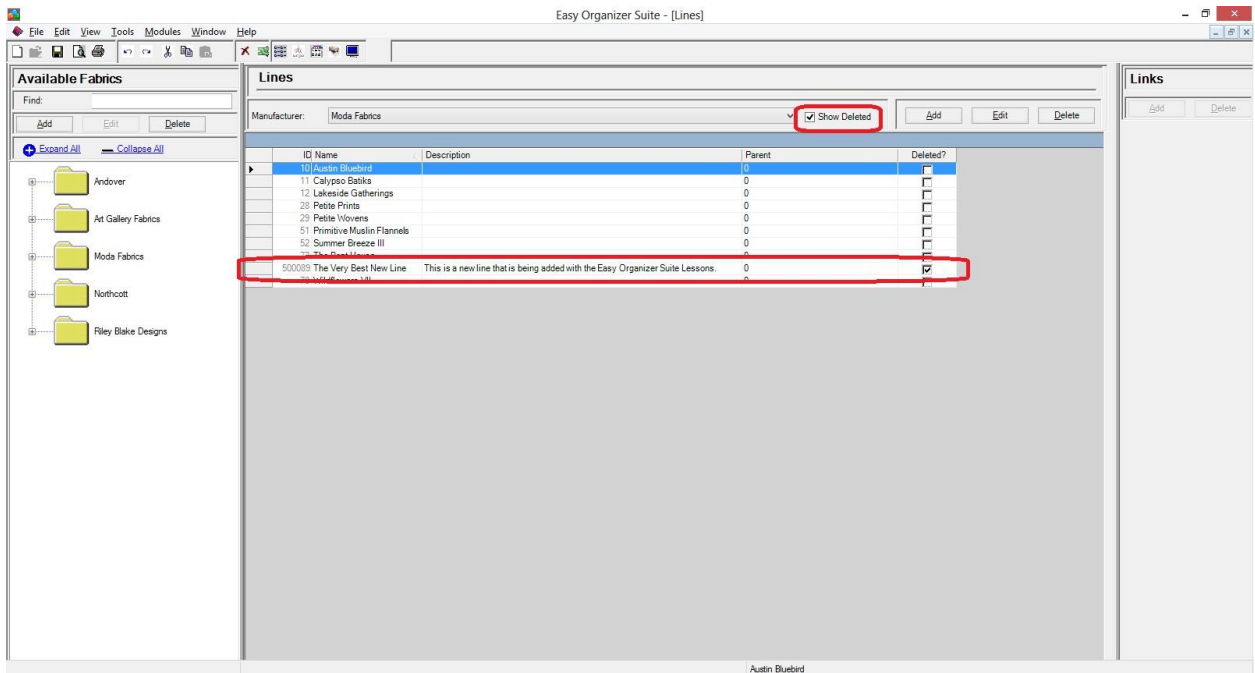 Easy Organizer Suite - [Lines]
File Edit View Tools Modules Window Help
Available Fabrics
Find:
Add Edit Delete
Expand All Collapse All
Andover
Art Gallery Fabrics
Moda Fabrics
Northcott
Riley Blake Designs
Lines
Manufacturer: Moda Fabrics Show Deleted Add Edit Delete
ID Name Description Parent Deleted?
10 Austin Bluebird 0
11 Calypso Batiks 0
12 Lakeside Gatherings 0
28 Petite Prints 0
29 Petite Wovens 0
51 Primitive Muslin Flannels 0
52 Summer Breeze III 0
The 0
500089 The Very Best New Line This is a new line that is being added with the Easy Organizer Suite Lessons. 0
Wildflowers VII 0
Links
Add Delete
Austin Bluebird